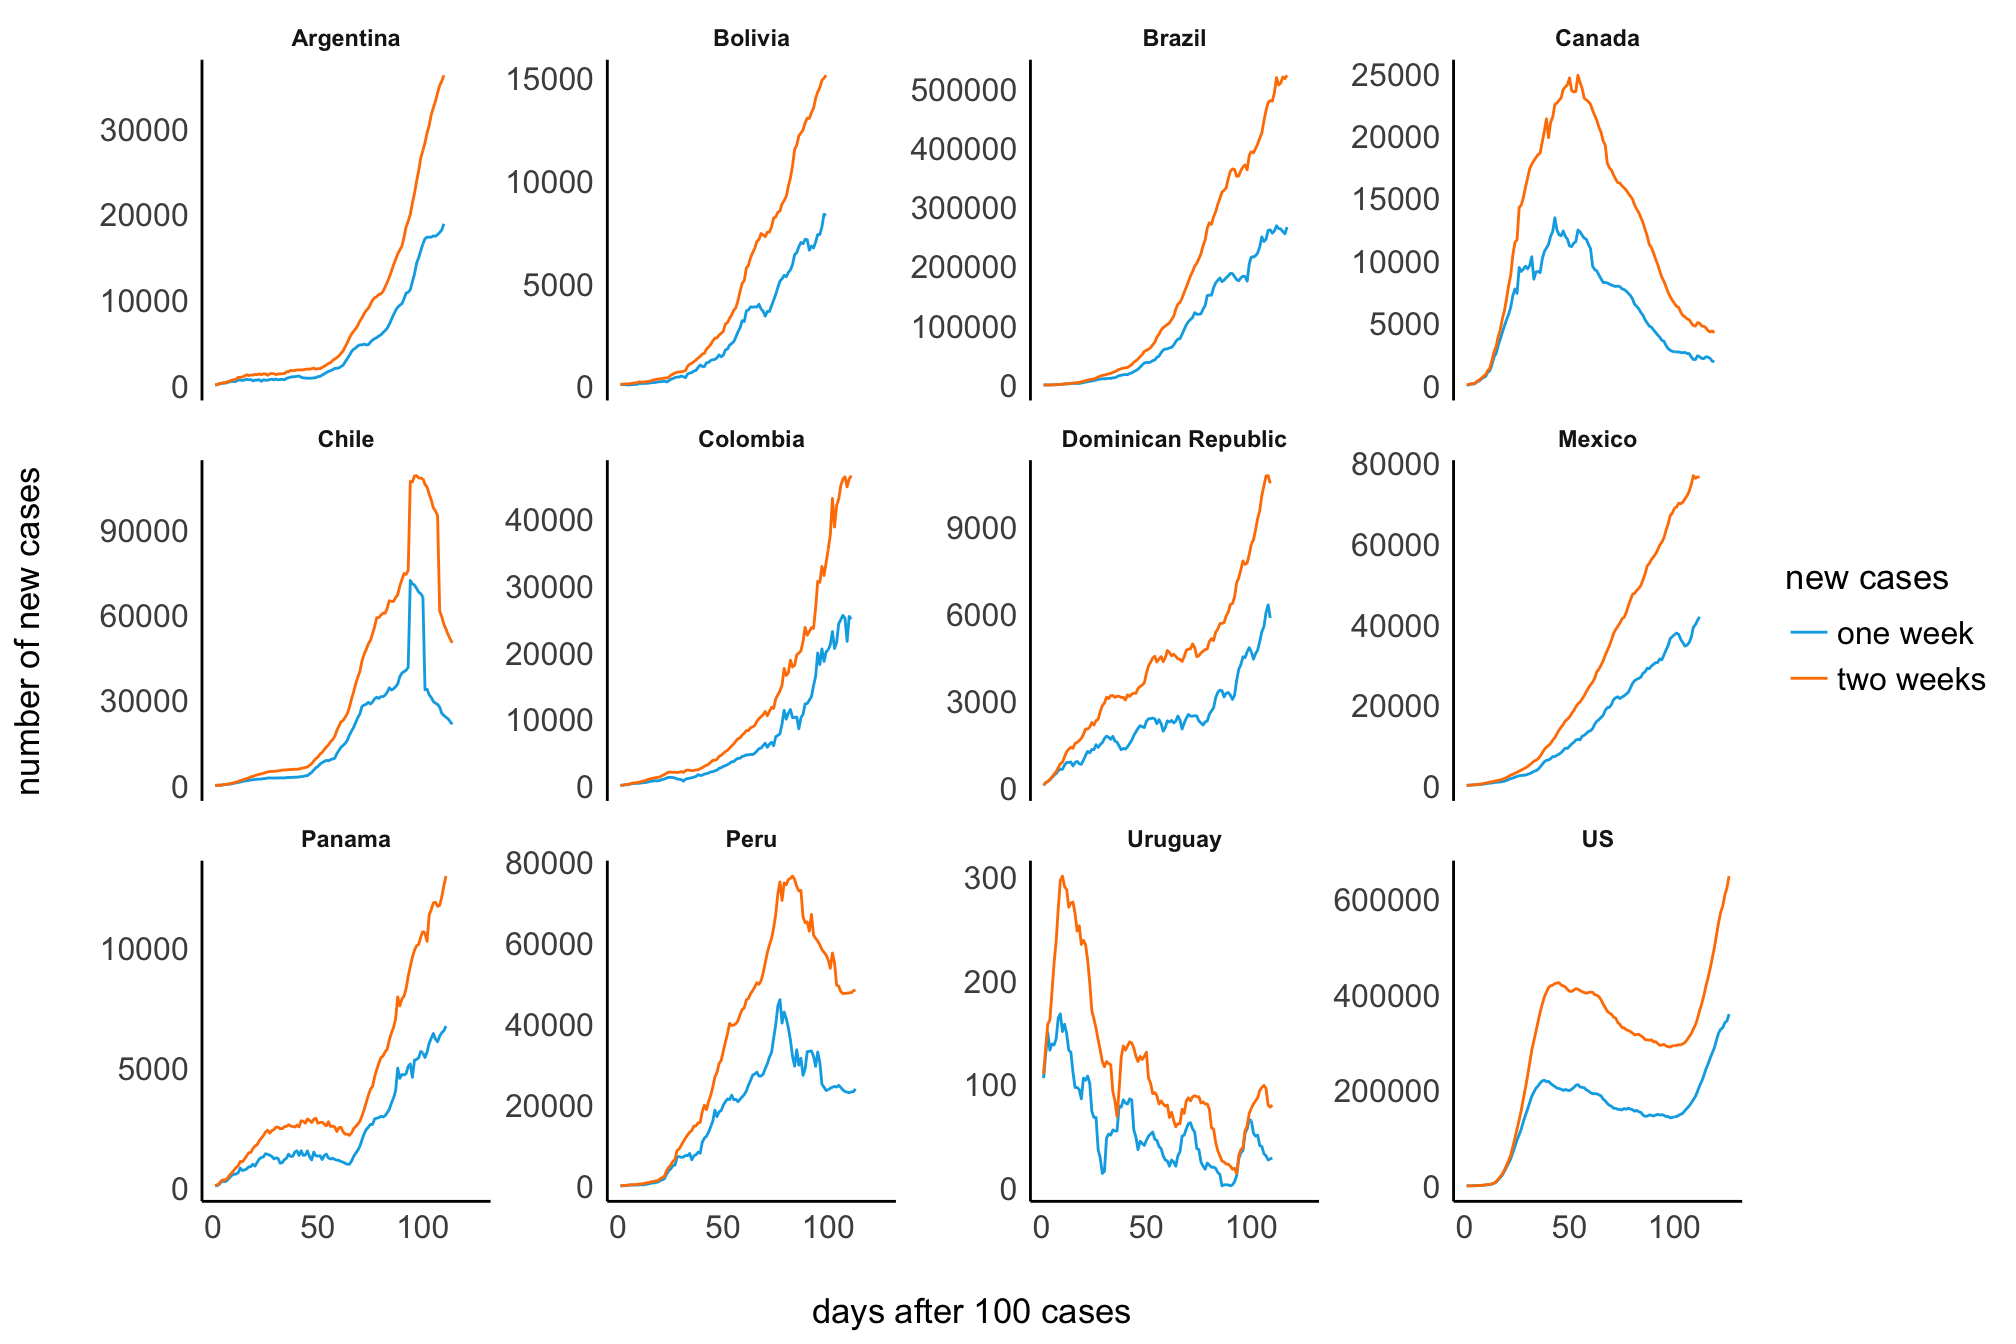 Argentina Bolivia Brazil Canada
30000 20000 10000 0
15000 10000 5000 0
500000 400000 300000 200000 100000 0
25000 20000 15000 10000 5000 0
Chile Colombia Dominican Republic Mexico
90000 60000 30000 0
40000 30000 20000 10000 0
9000 6000 3000 0
80000 60000 40000 20000 0
Panama Peru Uruguay US
10000 5000 0
80000 60000 40000 20000 0
300 200 100 0
600000 400000 200000 0
0 50 100 0 50 100 0 50 100 0 50 100
days after 100 cases
number of new cases
new cases
one week
two weeks